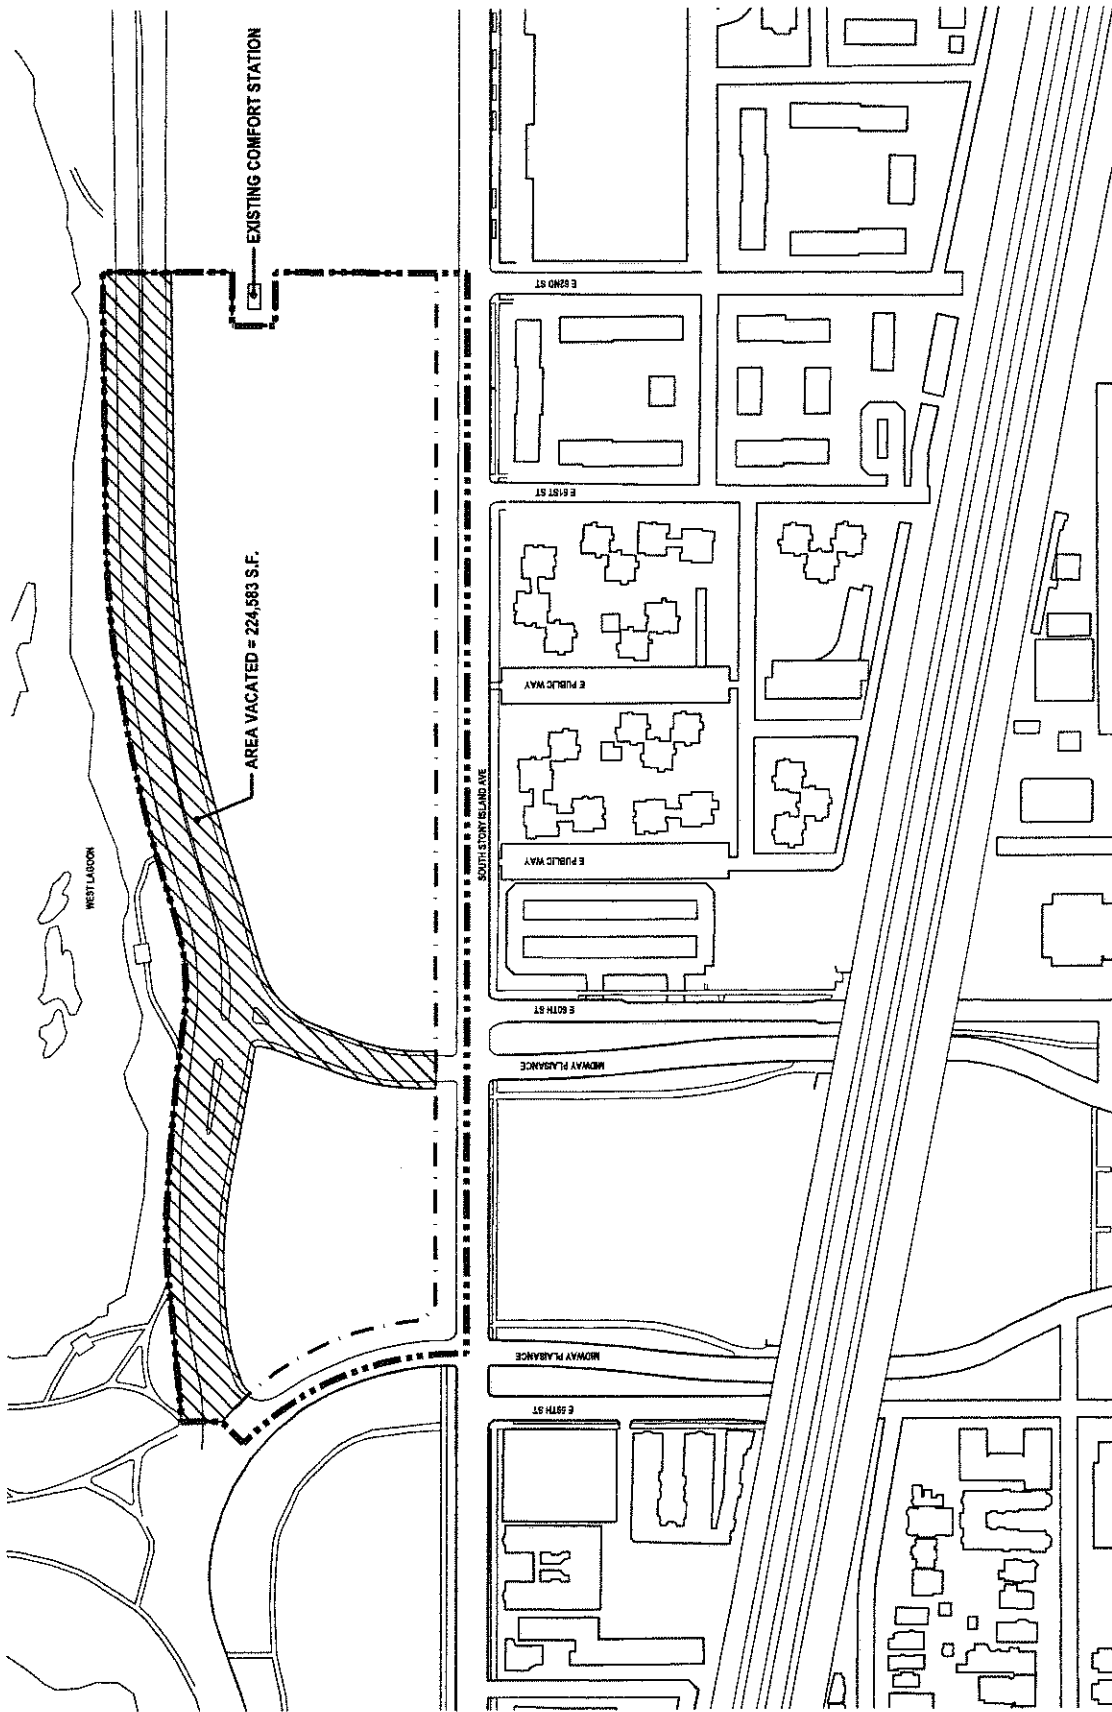 EXISTING COMFORT STATION
AREA VACATED = 224,583 S.F.
WEST LAGOON
SOUTH STONY ISLAND AVE
E 62ND ST
E 61ST ST
E PUBLIC WAY
E PUBLIC WAY
E 60TH ST
MIDWAY PLAISANCE
MIDWAY PLAISANCE
E 59TH ST